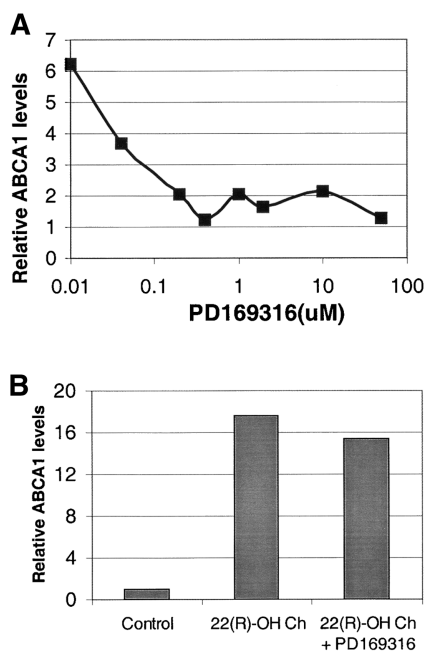 A
Relative ABCA1 levels
7
6
5
4
3
2
1
0
0.01 0.1 1 10 100
PD169316(uM)
B
Relative ABCA1 levels
20
16
12
8
4
0
Control 22(R)-OH Ch 22(R)-OH Ch
+ PD169316